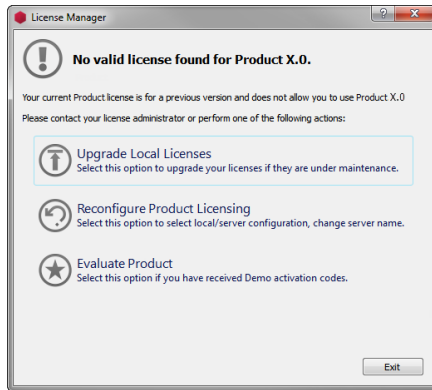 License Manager
No valid license found for Product X.0.
Your current Product license is for a previous version and does not allow you to use Product X.0
Please contact your license administrator or perform one of the following actions:
Upgrade Local Licenses
Select this option to upgrade your licenses if they are under maintenance.
Reconfigure Product Licensing
Select this option to select local/server configuration, change server name.
Evaluate Product
Select this option if you have received Demo activation codes.
Exit